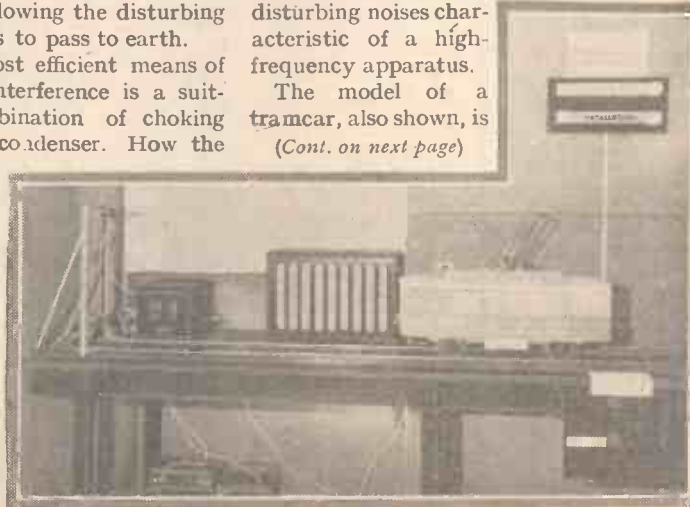 lowing the disturbing
s to pass to earth.
ost efficient means of
nterference is a suit-
bination of choking
condenser. How the
disturbing noises char-
acteristic of a high-
frequency apparatus.
The model of a
tramcar, also shown, is
(Cont. on next page)